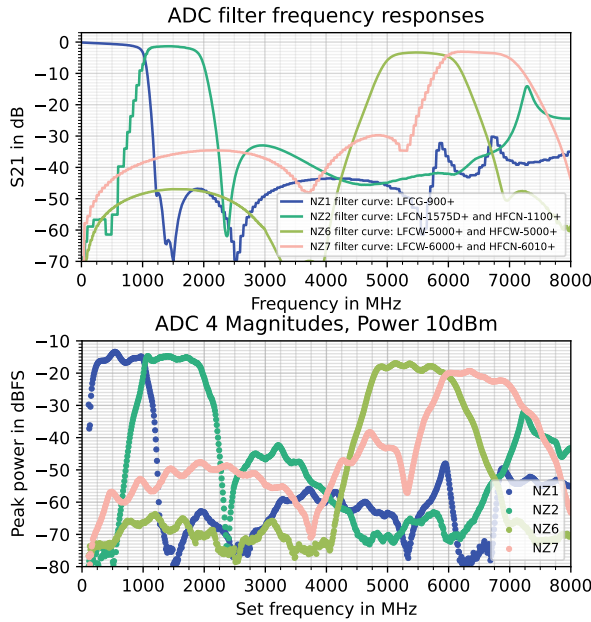 ADC filter frequency responses
S21 in dB
0
−10
−20
−30
−40
−50
−60
−70
NZ1 filter curve: LFCG-900+
NZ2 filter curve: LFCN-1575D+ and HFCN-1100+
NZ6 filter curve: LFCW-5000+ and HFCW-5000+
NZ7 filter curve: LFCW-6000+ and HFCN-6010+
0 1000 2000 3000 4000 5000 6000 7000 8000
Frequency in MHz
ADC 4 Magnitudes, Power 10dBm
Peak power in dBFS
−10
−20
−30
−40
−50
−60
−70
−80
NZ1
NZ2
NZ6
NZ7
0 1000 2000 3000 4000 5000 6000 7000 8000
Set frequency in MHz